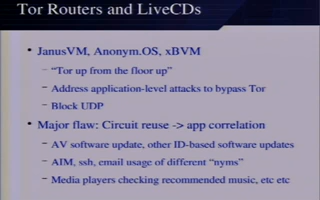 Tor Routers and LiveCDs
• JanusVM, Anonym.OS, xBVM
– "Tor up from the floor up"
– Address application-level attacks to bypass Tor
– Block UDP
• Major flaw: Circuit reuse -> app correlation
– AV software update, other ID-based software updates
– AIM, ssh, email usage of different "nyms"
– Media players checking recommended music, etc etc